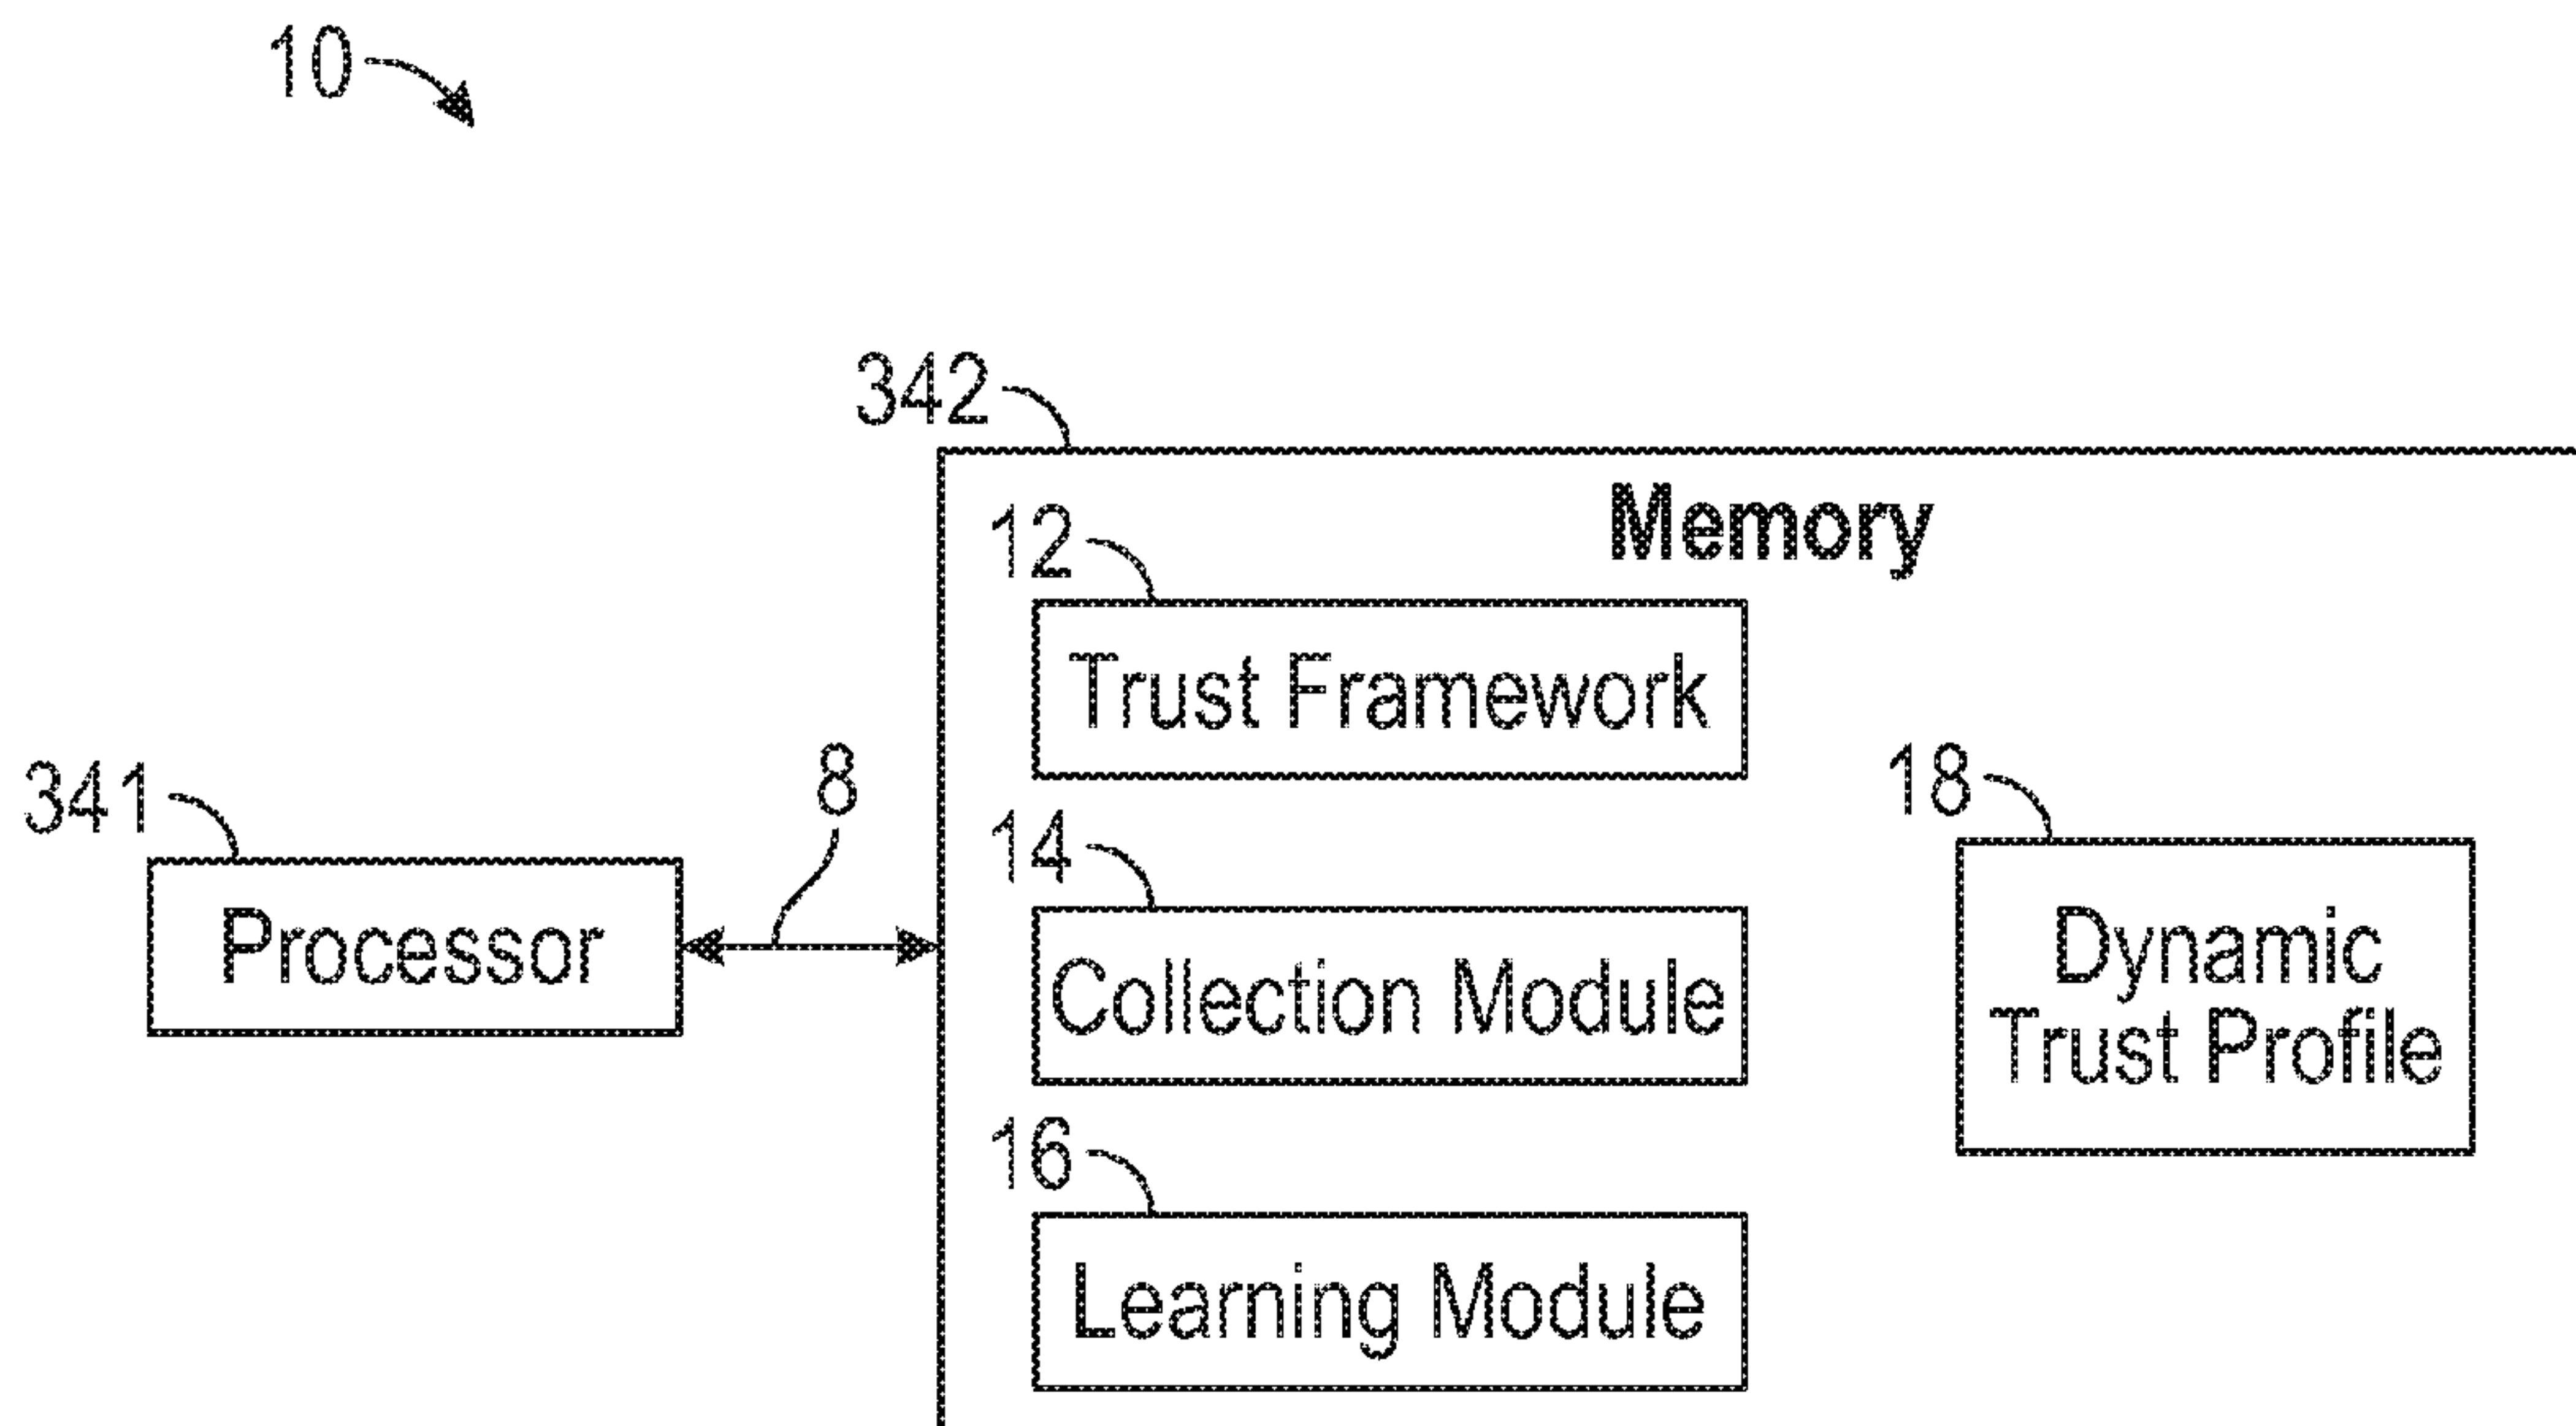 10
342
Memory
12
Trust Framework
341
8
18
Processor
14
Collection Module
Dynamic
Trust Profile
16
Learning Module